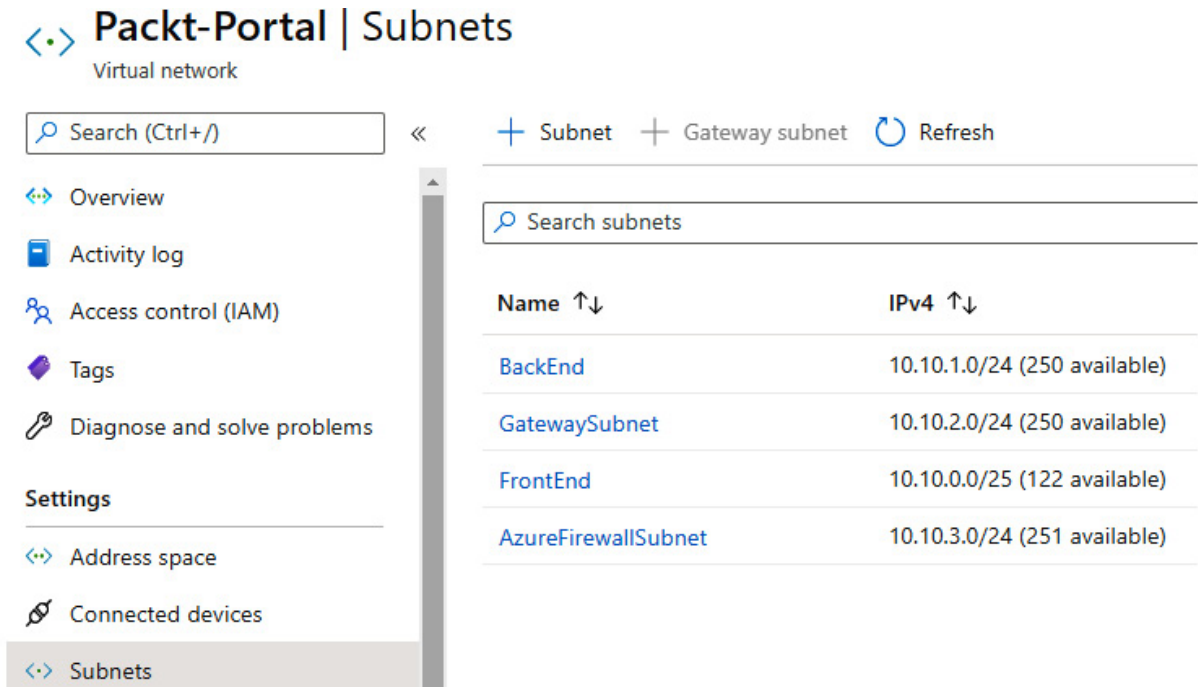 Packt-Portal | Subnets
Virtual network
Search (Ctrl+/)
«
Subnet
Gateway subnet
Refresh
Overview
Activity log
Access control (IAM)
Tags
Diagnose and solve problems
Settings
Address space
Connected devices
Subnets
Search subnets
Name ↑↓ IPv4 ↑↓
BackEnd 10.10.1.0/24 (250 available)
GatewaySubnet 10.10.2.0/24 (250 available)
FrontEnd 10.10.0.0/25 (122 available)
AzureFirewallSubnet 10.10.3.0/24 (251 available)